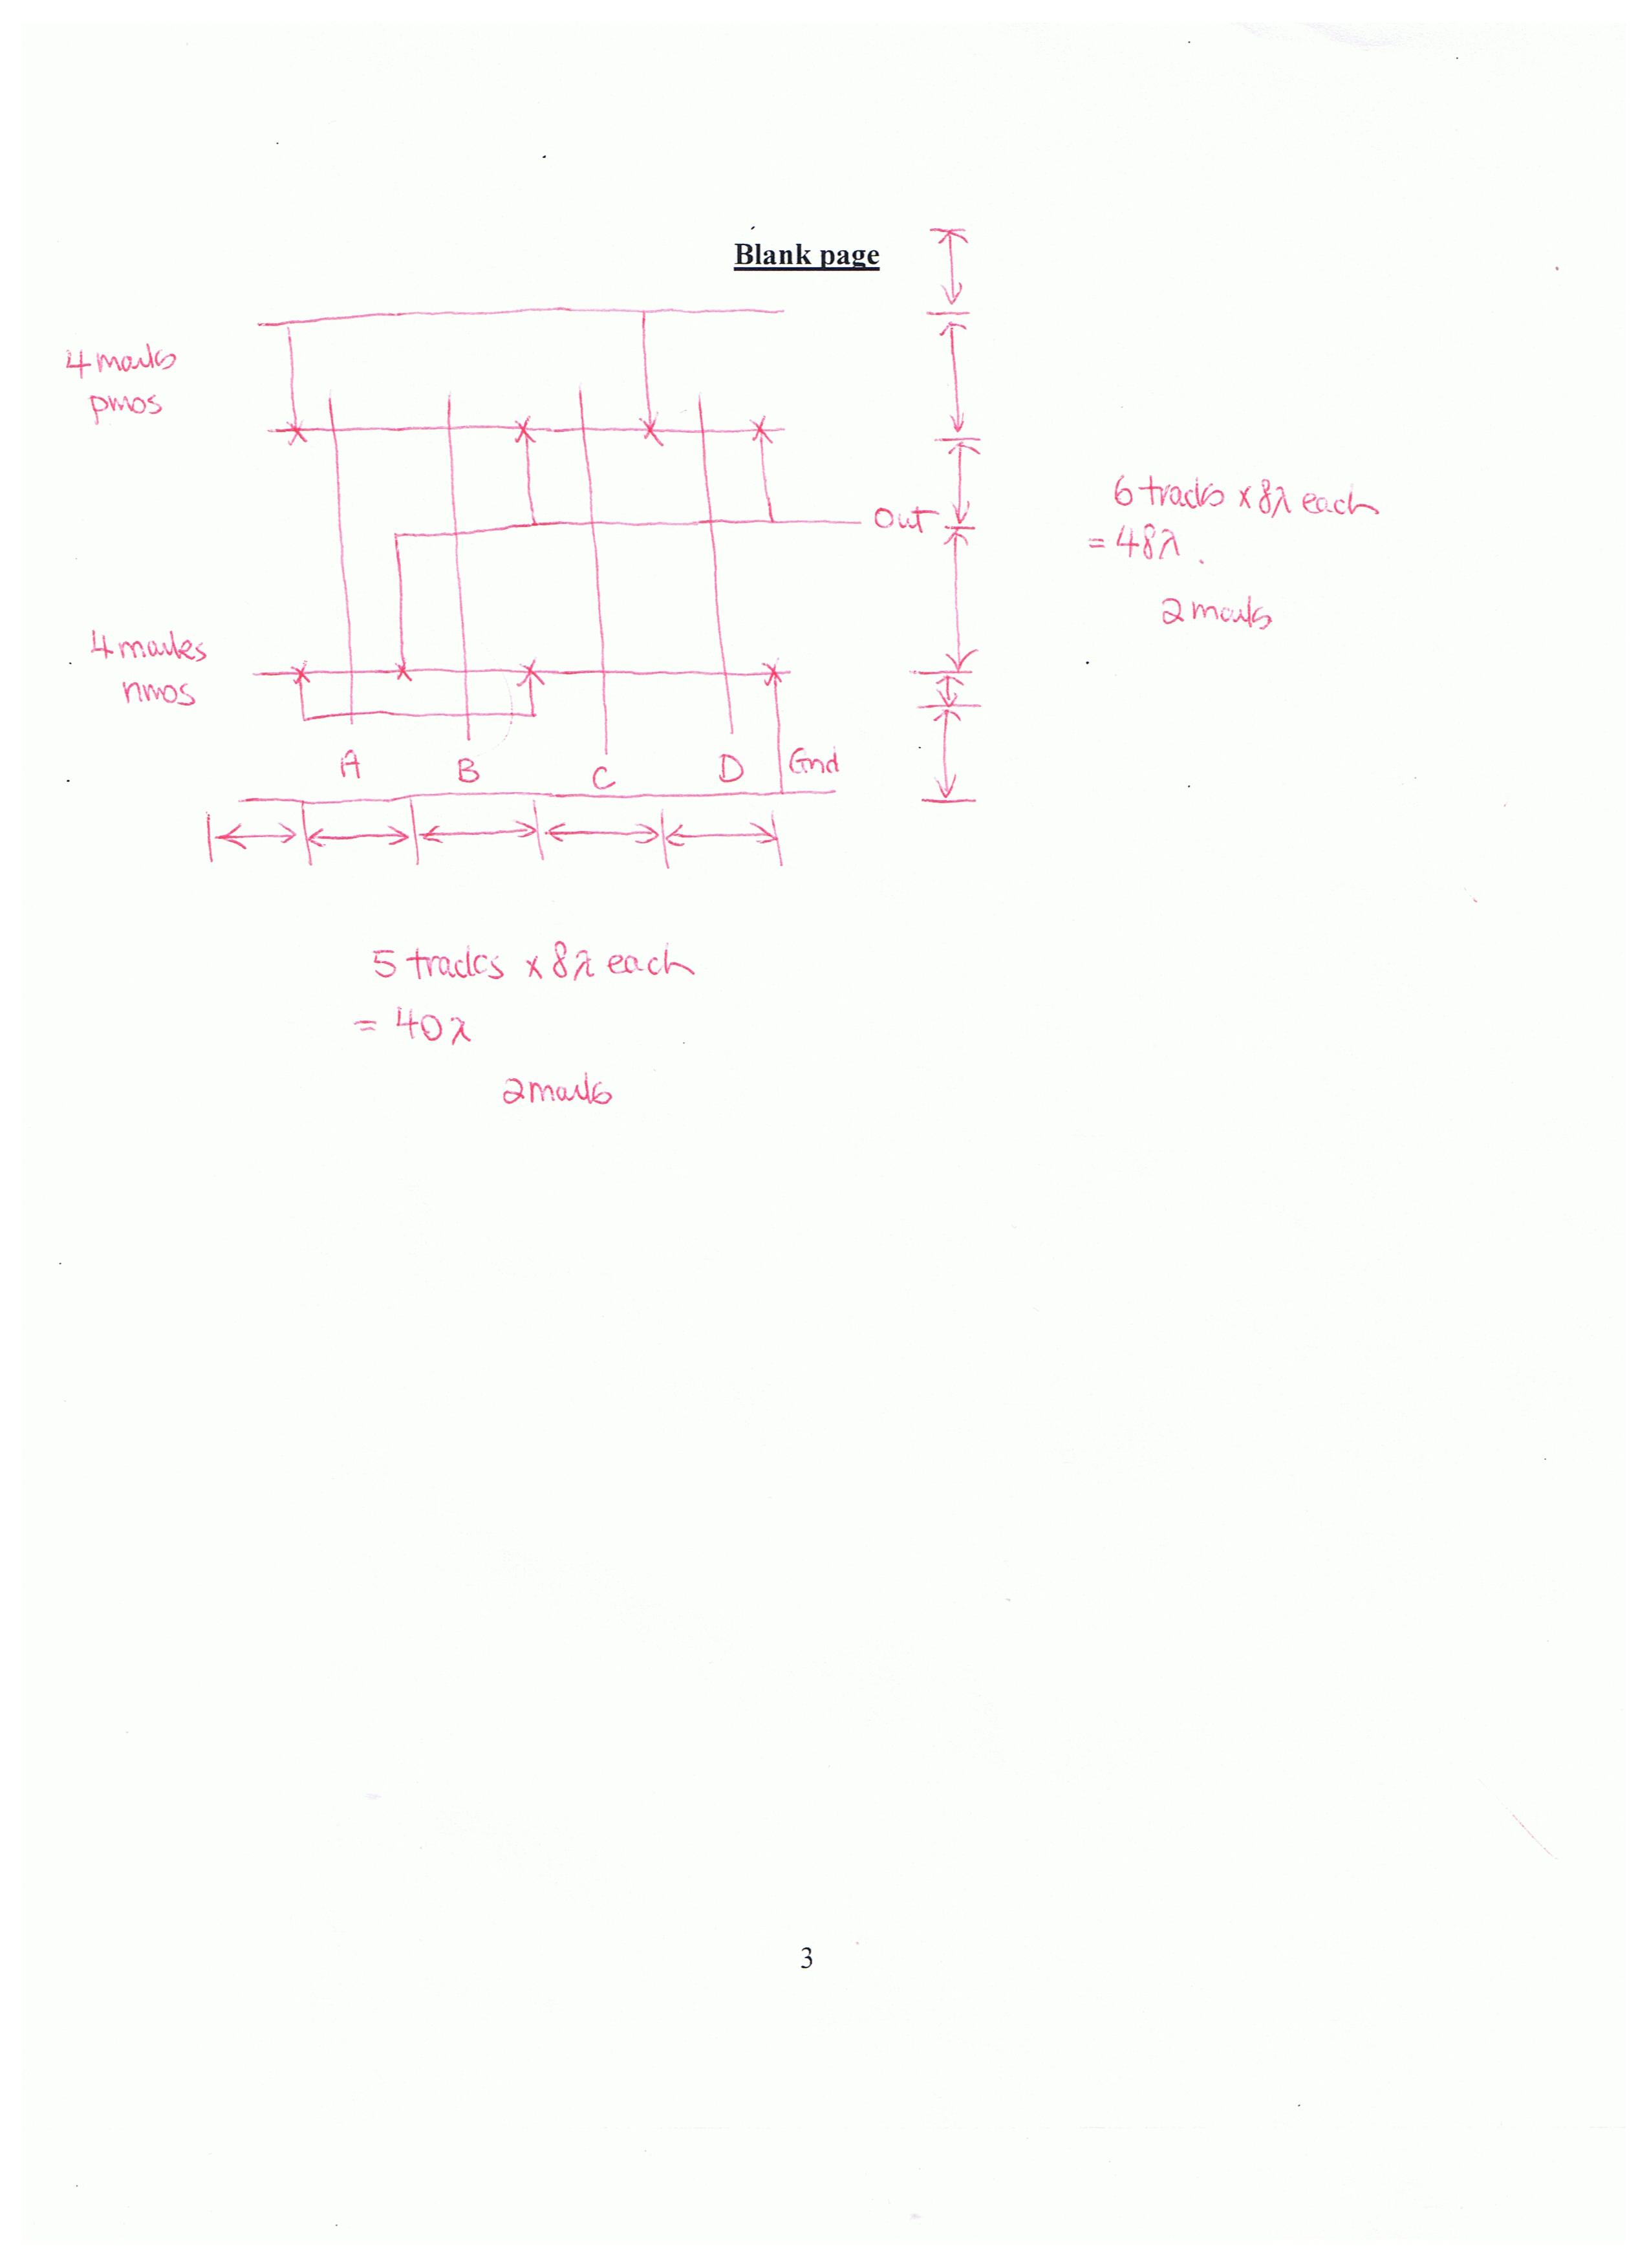 Blank page
4 marks
pmos
Out
6 tracks x 8λ each
= 48λ.
2 marks
4 marks
nmos
A B C D Gnd
5 tracks x 8λ each
= 40λ
2 marks
3